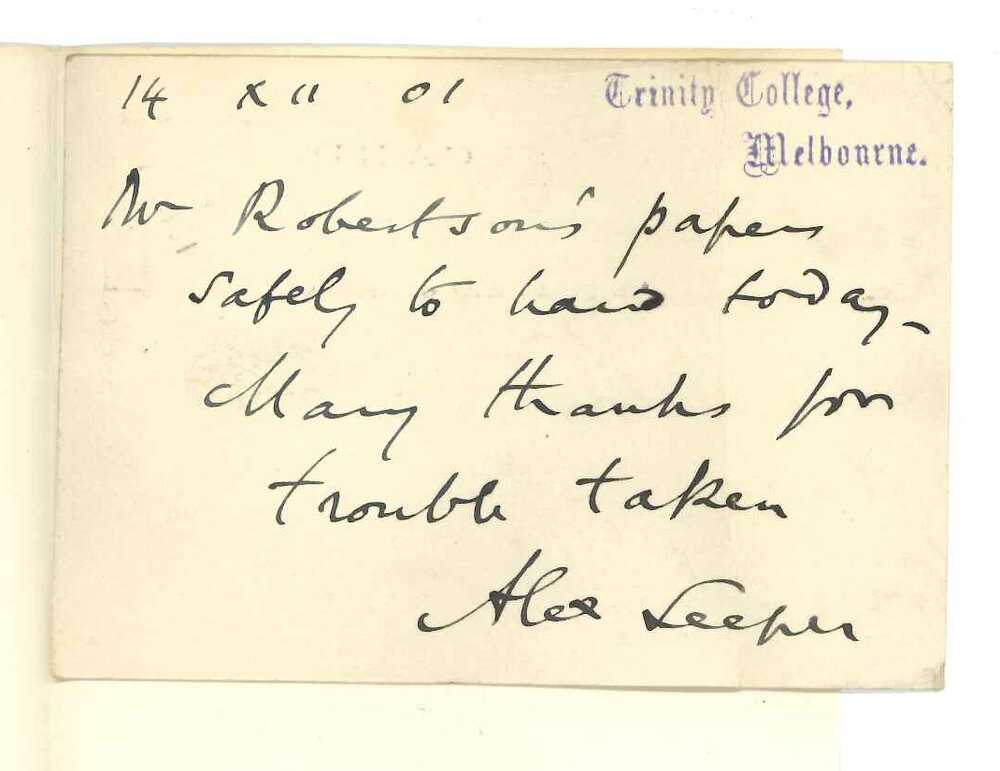 14 XII 01 Trinity College,
Melbourne.
Mr Robertson's papers
safely to hand today -
Many thanks for
trouble taken
Alex Leeper